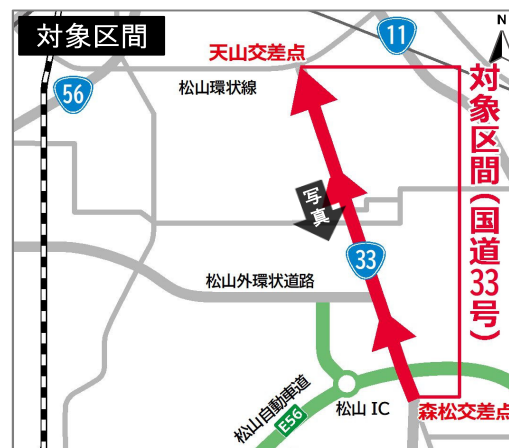 対象区間
天山交差点
11
N
56
松山環状線
対象区間(国道33号)
写真
33
松山外環状道路
松山自動車道
E56
松山 IC
森松交差点